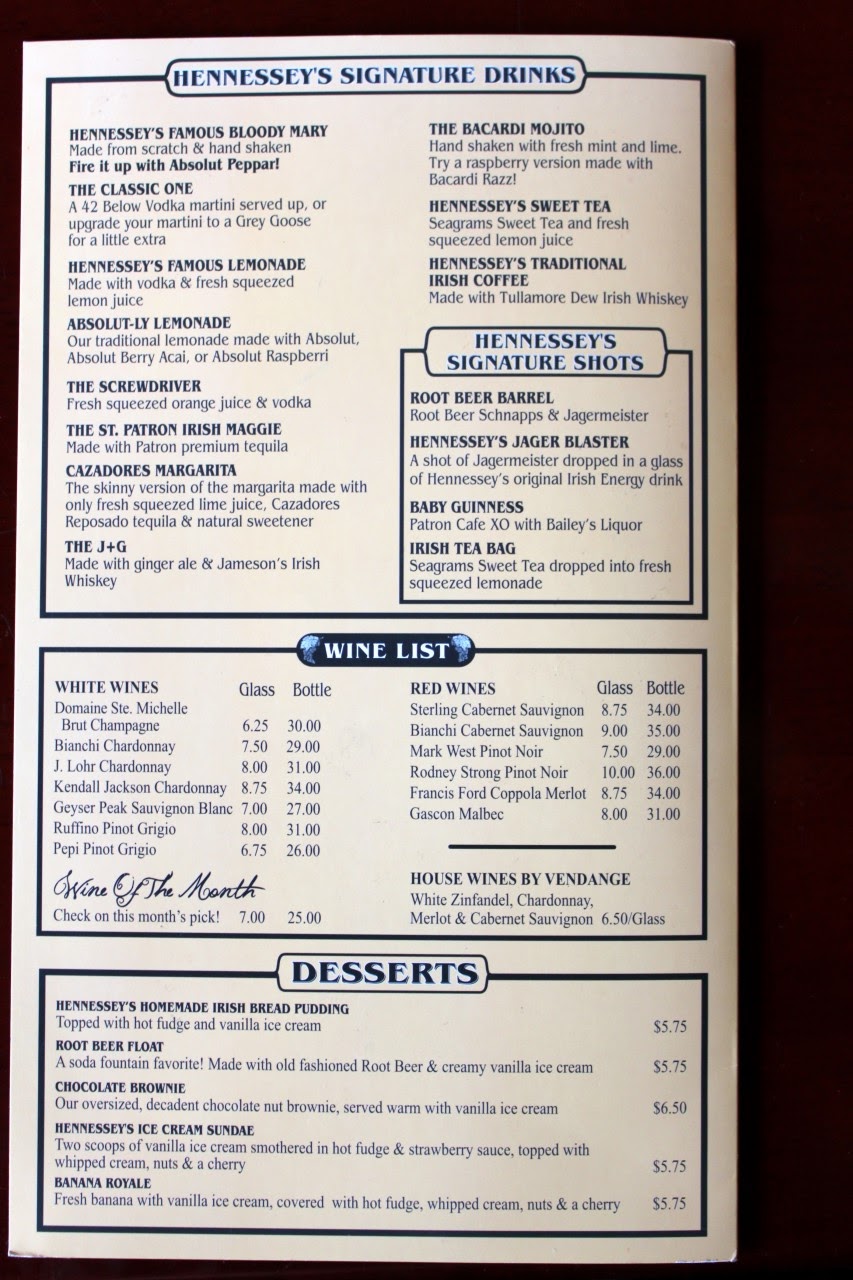 HENNESSEY'S SIGNATURE DRINKS
HENNESSEY'S FAMOUS BLOODY MARY
Made from scratch & hand shaken
Fire it up with Absolut Peppar!
THE CLASSIC ONE
A 42 Below Vodka martini served up, or
upgrade your martini to a Grey Goose
for a little extra
HENNESSEY'S FAMOUS LEMONADE
Made with vodka & fresh squeezed
lemon juice
ABSOLUT-LY LEMONADE
Our traditional lemonade made with Absolut,
Absolut Berry Acai, or Absolut Raspberri
THE SCREWDRIVER
Fresh squeezed orange juice & vodka
THE ST. PATRON IRISH MAGGIE
Made with Patron premium tequila
CAZADORES MARGARITA
The skinny version of the margarita made with
only fresh squeezed lime juice, Cazadores
Reposado tequila & natural sweetener
THE J+G
Made with ginger ale & Jameson's Irish
Whiskey
THE BACARDI MOJITO
Hand shaken with fresh mint and lime.
Try a raspberry version made with
Bacardi Razz!
HENNESSEY'S SWEET TEA
Seagrams Sweet Tea and fresh
squeezed lemon juice
HENNESSEY'S TRADITIONAL
IRISH COFFEE
Made with Tullamore Dew Irish Whiskey
HENNESSEY'S
SIGNATURE SHOTS
ROOT BEER BARREL
Root Beer Schnapps & Jagermeister
HENNESSEY'S JAGER BLASTER
A shot of Jagermeister dropped in a glass
of Hennessey's original Irish Energy drink
BABY GUINNESS
Patron Cafe XO with Bailey's Liquor
IRISH TEA BAG
Seagrams Sweet Tea dropped into fresh
squeezed lemonade
WINE LIST
WHITE WINES Glass Bottle
Domaine Ste. Michelle
Brut Champagne 6.25 30.00
Bianchi Chardonnay 7.50 29.00
J. Lohr Chardonnay 8.00 31.00
Kendall Jackson Chardonnay 8.75 34.00
Geyser Peak Sauvignon Blanc 7.00 27.00
Ruffino Pinot Grigio 8.00 31.00
Pepi Pinot Grigio 6.75 26.00
Wine Of The Month
Check on this month's pick! 7.00 25.00
RED WINES Glass Bottle
Sterling Cabernet Sauvignon 8.75 34.00
Bianchi Cabernet Sauvignon 9.00 35.00
Mark West Pinot Noir 7.50 29.00
Rodney Strong Pinot Noir 10.00 36.00
Francis Ford Coppola Merlot 8.75 34.00
Gascon Malbec 8.00 31.00
HOUSE WINES BY VENDANGE
White Zinfandel, Chardonnay,
Merlot & Cabernet Sauvignon 6.50/Glass
DESSERTS
HENNESSEY'S HOMEMADE IRISH BREAD PUDDING
Topped with hot fudge and vanilla ice cream $5.75
ROOT BEER FLOAT
A soda fountain favorite! Made with old fashioned Root Beer & creamy vanilla ice cream $5.75
CHOCOLATE BROWNIE
Our oversized, decadent chocolate nut brownie, served warm with vanilla ice cream $6.50
HENNESSEY'S ICE CREAM SUNDAE
Two scoops of vanilla ice cream smothered in hot fudge & strawberry sauce, topped with
whipped cream, nuts & a cherry $5.75
BANANA ROYALE
Fresh banana with vanilla ice cream, covered with hot fudge, whipped cream, nuts & a cherry $5.75